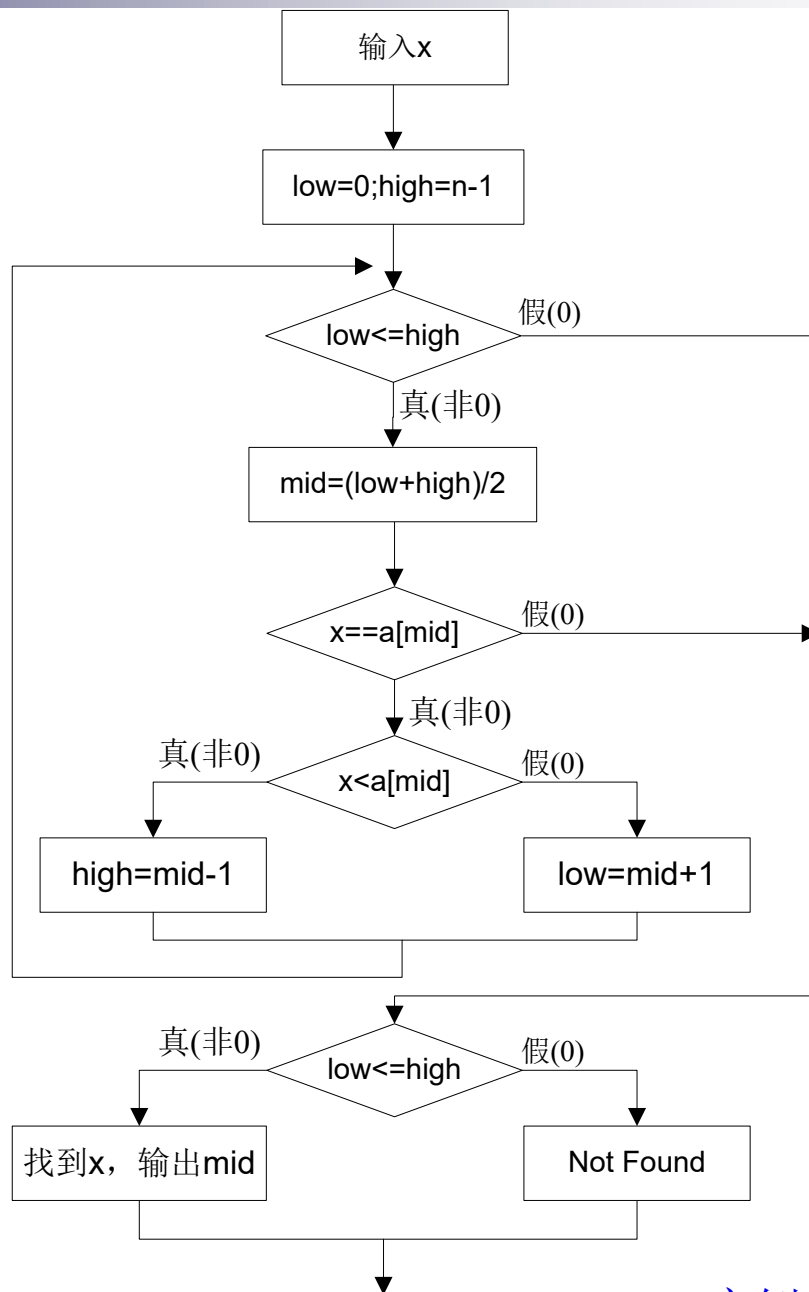 输入x
low=0;high=n-1
low<=high
假(0)
真(非0)
mid=(low+high)/2
x==a[mid]
假(0)
真(非0)
真(非0)
x<a[mid]
假(0)
high=mid-1
low=mid+1
真(非0)
low<=high
假(0)
找到x，输出mid
Not Found